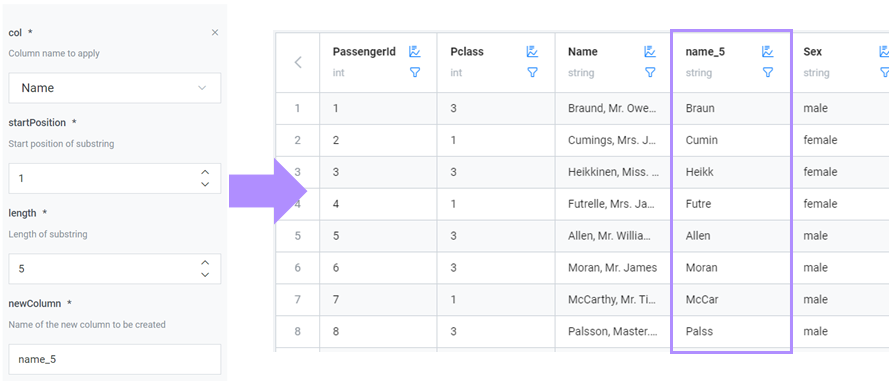 col *
Column name to apply
Name
startPosition *
Start position of substring
1
length *
Length of substring
5
newColumn *
Name of the new column to be created
name_5
PassengerId Pclass Name name_5 Sex
int int string string string
1 1 3 Braund, Mr. Owe... Braun male
2 2 1 Cumings, Mrs. J... Cumin female
3 3 3 Heikkinen, Miss. ... Heikk female
4 4 1 Futrelle, Mrs. Ja... Futre female
5 5 3 Allen, Mr. Willia... Allen male
6 6 3 Moran, Mr. James Moran male
7 7 1 McCarthy, Mr. Ti... McCar male
8 8 3 Palsson, Master.... Palss male